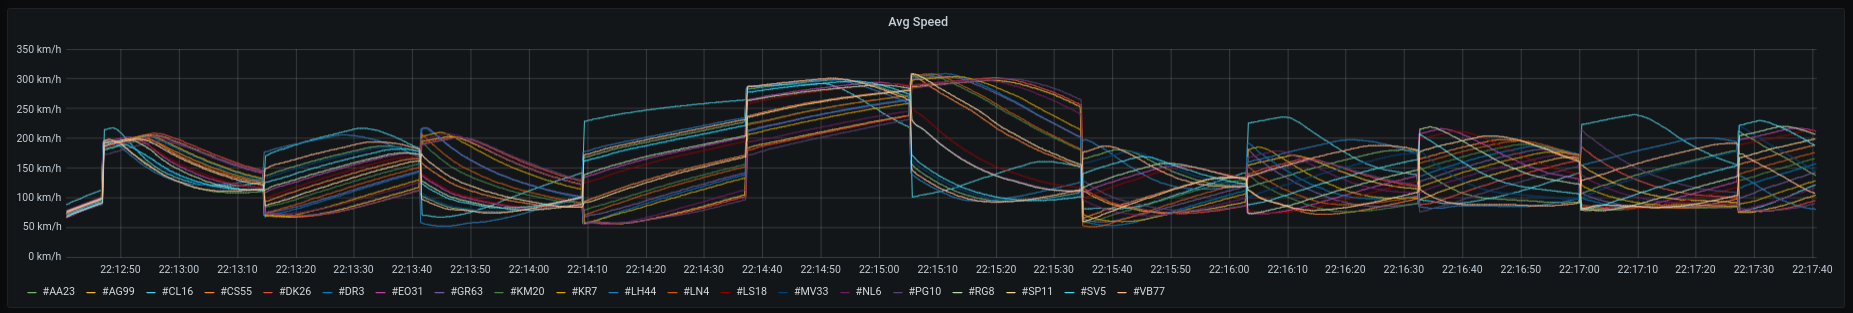 Avg Speed
350 km/h
300 km/h
250 km/h
200 km/h
150 km/h
100 km/h
50 km/h
0 km/h
22:12:50 22:13:00 22:13:10 22:13:20 22:13:30 22:13:40 22:13:50 22:14:00 22:14:10 22:14:20 22:14:30 22:14:40 22:14:50 22:15:00 22:15:10 22:15:20 22:15:30 22:15:40 22:15:50 22:16:00 22:16:10 22:16:20 22:16:30 22:16:40 22:16:50 22:17:00 22:17:10 22:17:20 22:17:30 22:17:40
#AA23 #AG99 #CL16 #CS55 #DK26 #DR3 #EO31 #GR63 #KM20 #KR7 #LH44 #LN4 #LS18 #MV33 #NL6 #PG10 #RG8 #SP11 #SV5 #VB77